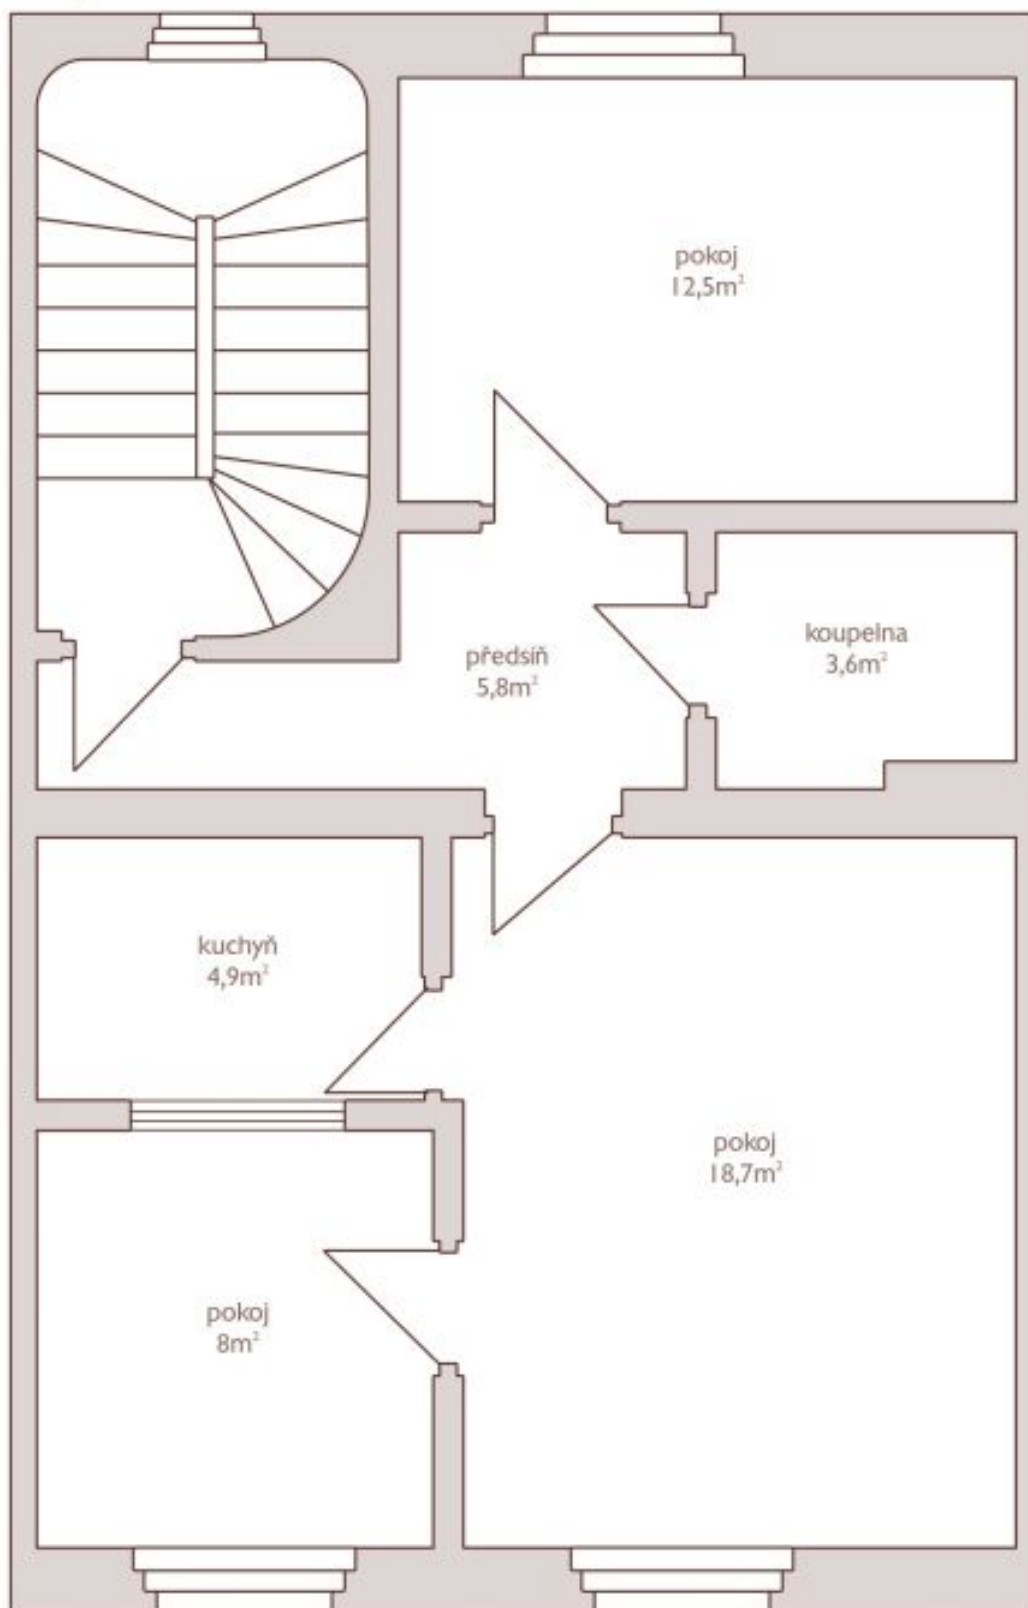 pokoj
12,5m²
koupelna
3,6m²
předsíň
5,8m²
kuchyň
4,9m²
pokoj
18,7m²
pokoj
8m²